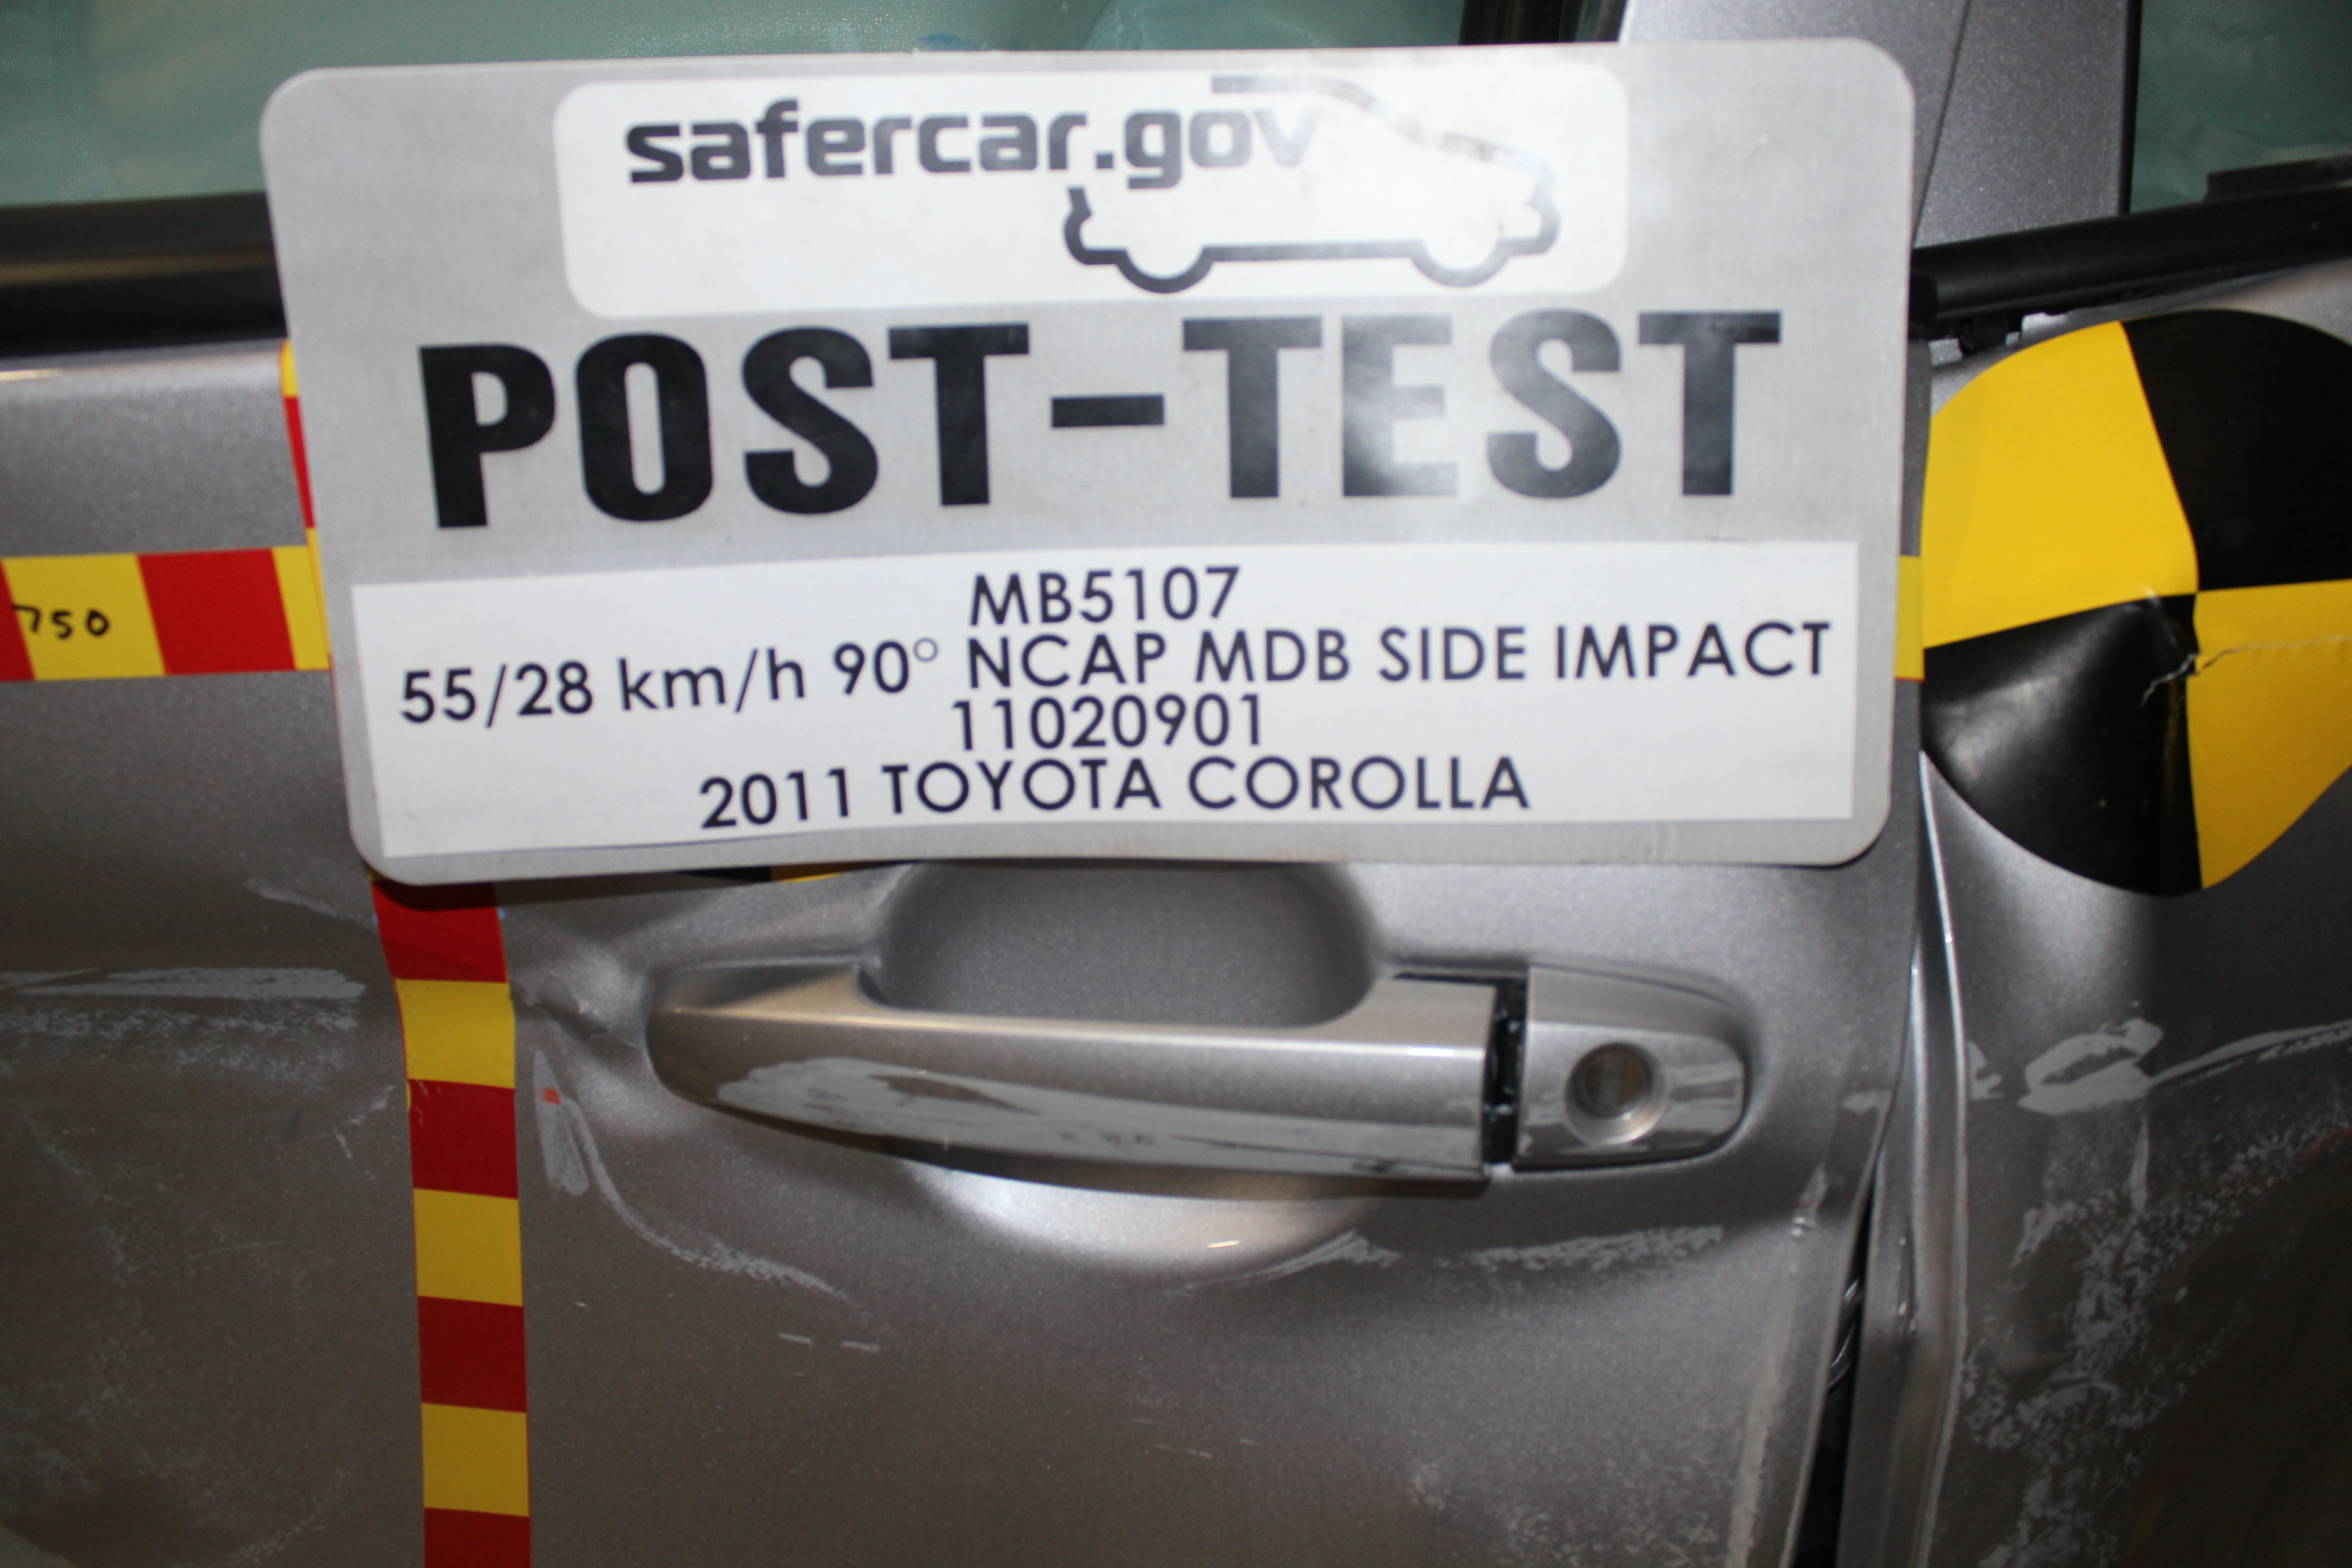 safercar.gov
POST-TEST
MB5107
55/28 km/h 90° NCAP MDB SIDE IMPACT
11020901
2011 TOYOTA COROLLA
750